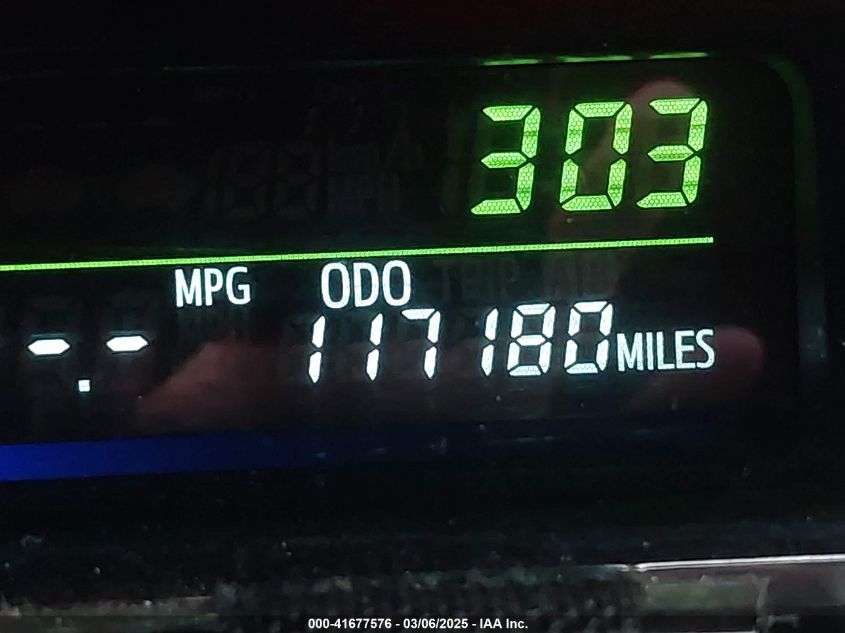 303
MPG ODO
-.- 117180 MILES
000-41677576 - 03/06/2025 - IAA Inc.